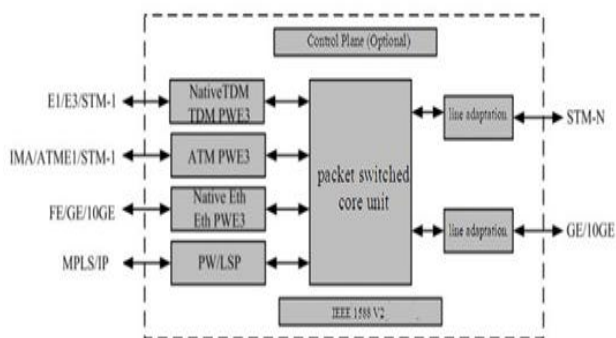 Control Plane (Optional)
E1/E3/STM-1
NativeTDM
TDM PWE3
line adaptation
STM-N
IMA/ATME1/STM-1
ATM PWE3
packet switched
core unit
FE/GE/10GE
Native Eth
Eth PWE3
line adaptation
GE/10GE
MPLS/IP
PW/LSP
IEEE 1588 V2